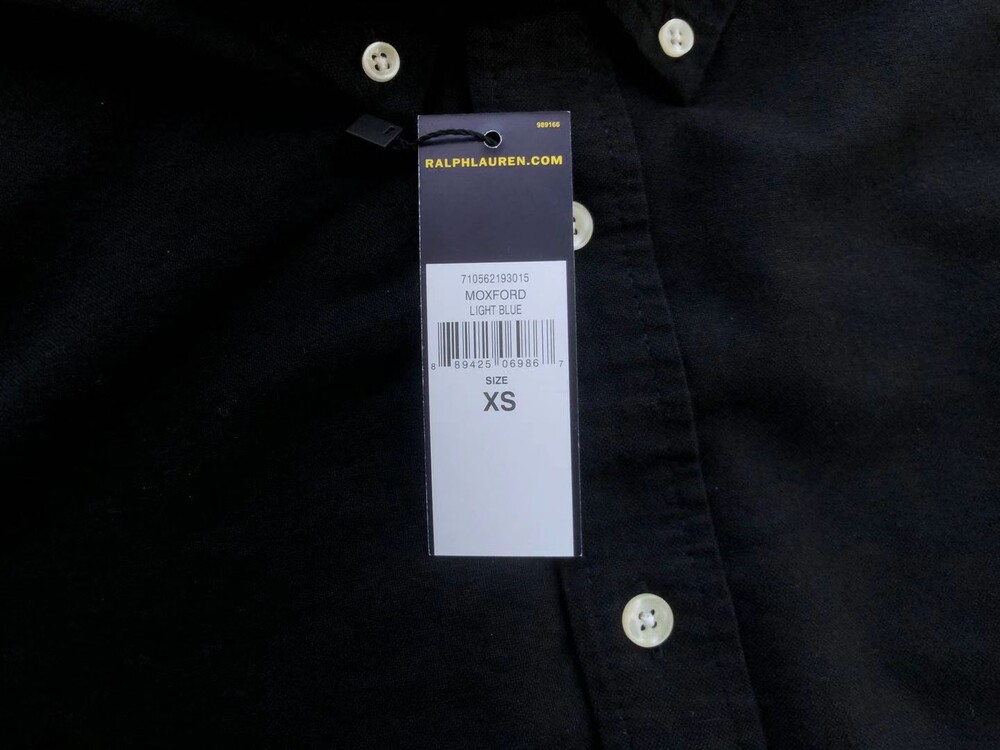 989166
RALPHLAUREN.COM
710562193015
MOXFORD
LIGHT BLUE
8 89425 06986 7
SIZE
XS